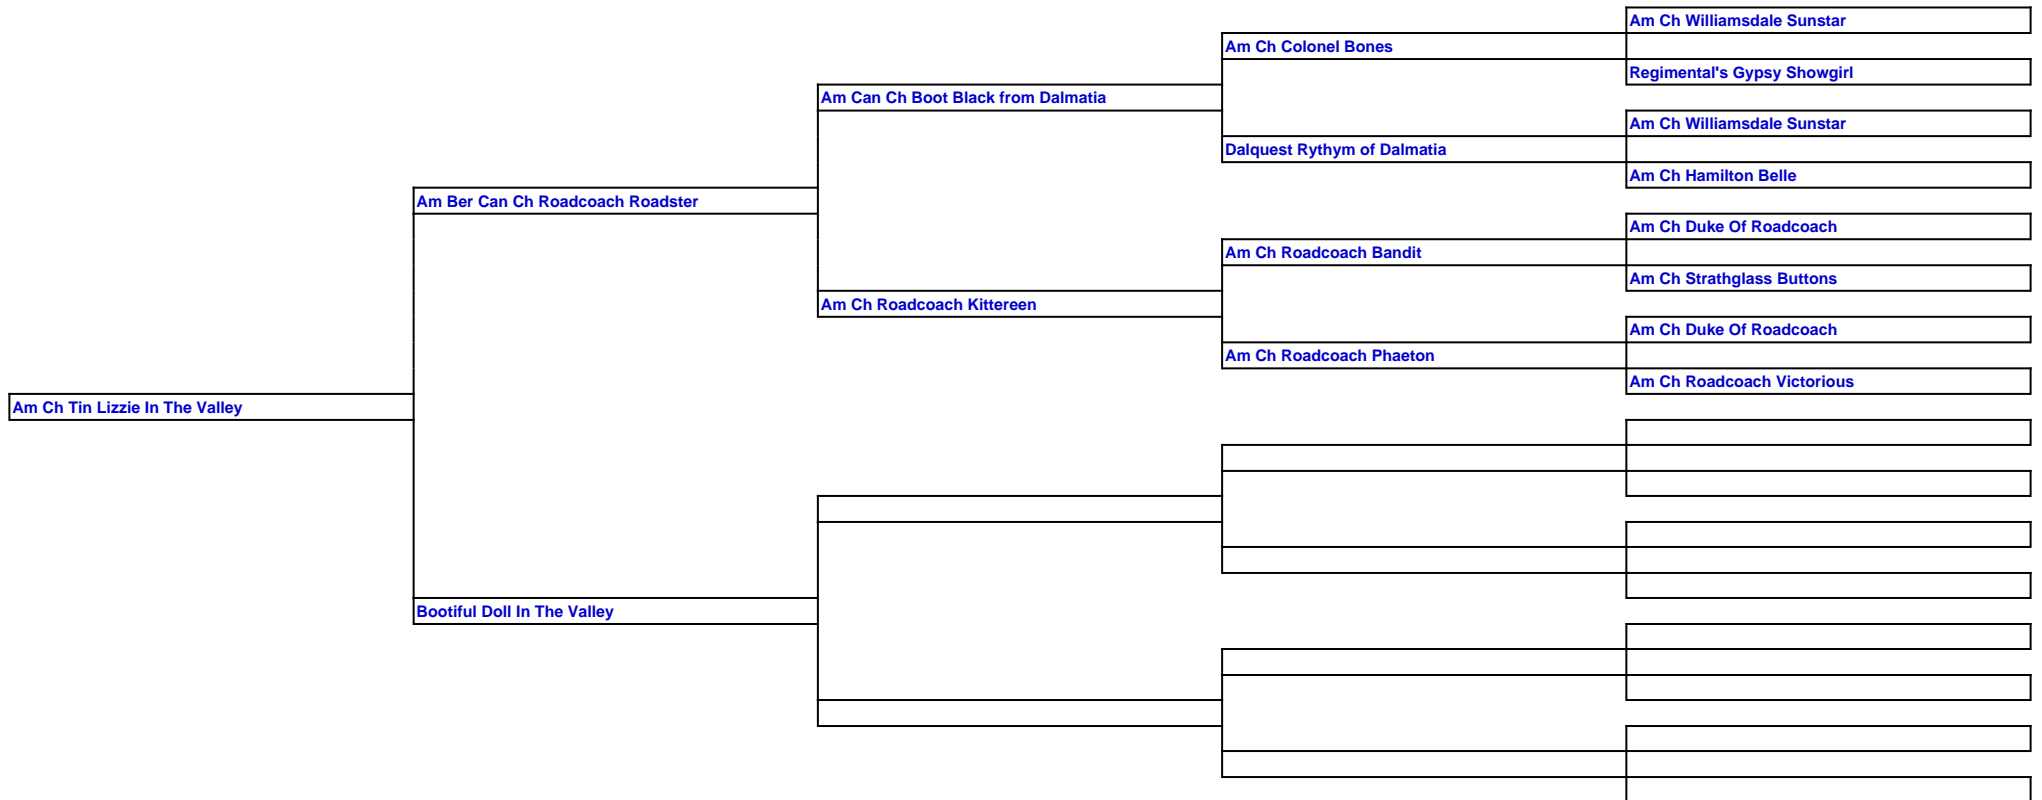 Am Ch Williamsdale Sunstar
Am Ch Colonel Bones
Regimental's Gypsy Showgirl
Am Can Ch Boot Black from Dalmatia
Am Ch Williamsdale Sunstar
Dalquest Rythym of Dalmatia
Am Ch Hamilton Belle
Am Ber Can Ch Roadcoach Roadster
Am Ch Duke Of Roadcoach
Am Ch Roadcoach Bandit
Am Ch Strathglass Buttons
Am Ch Roadcoach Kittereen
Am Ch Duke Of Roadcoach
Am Ch Roadcoach Phaeton
Am Ch Roadcoach Victorious
Am Ch Tin Lizzie In The Valley
Bootiful Doll In The Valley